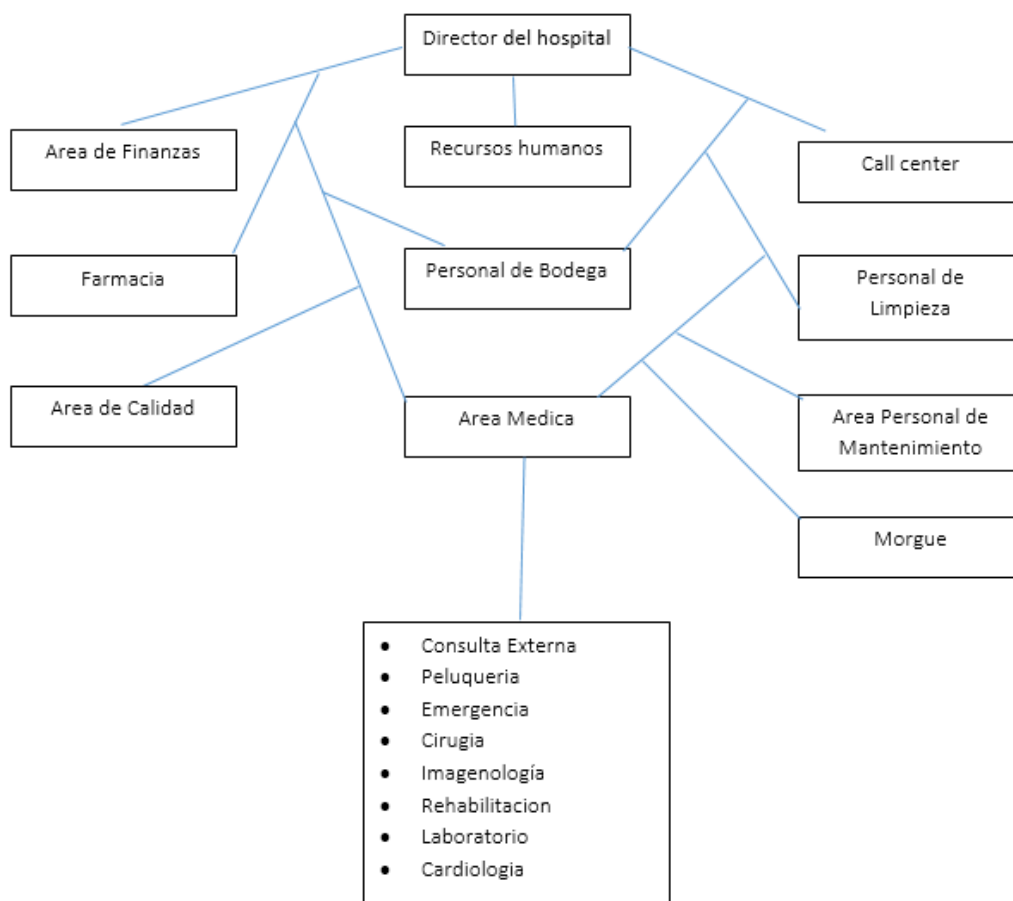 Director del hospital
Area de Finanzas
Recursos humanos
Call center
Farmacia
Personal de Bodega
Personal de
Limpieza
Area de Calidad
Area Medica
Area Personal de
Mantenimiento
Morgue
• Consulta Externa
• Peluqueria
• Emergencia
• Cirugia
• Imagenología
• Rehabilitacion
• Laboratorio
• Cardiologia